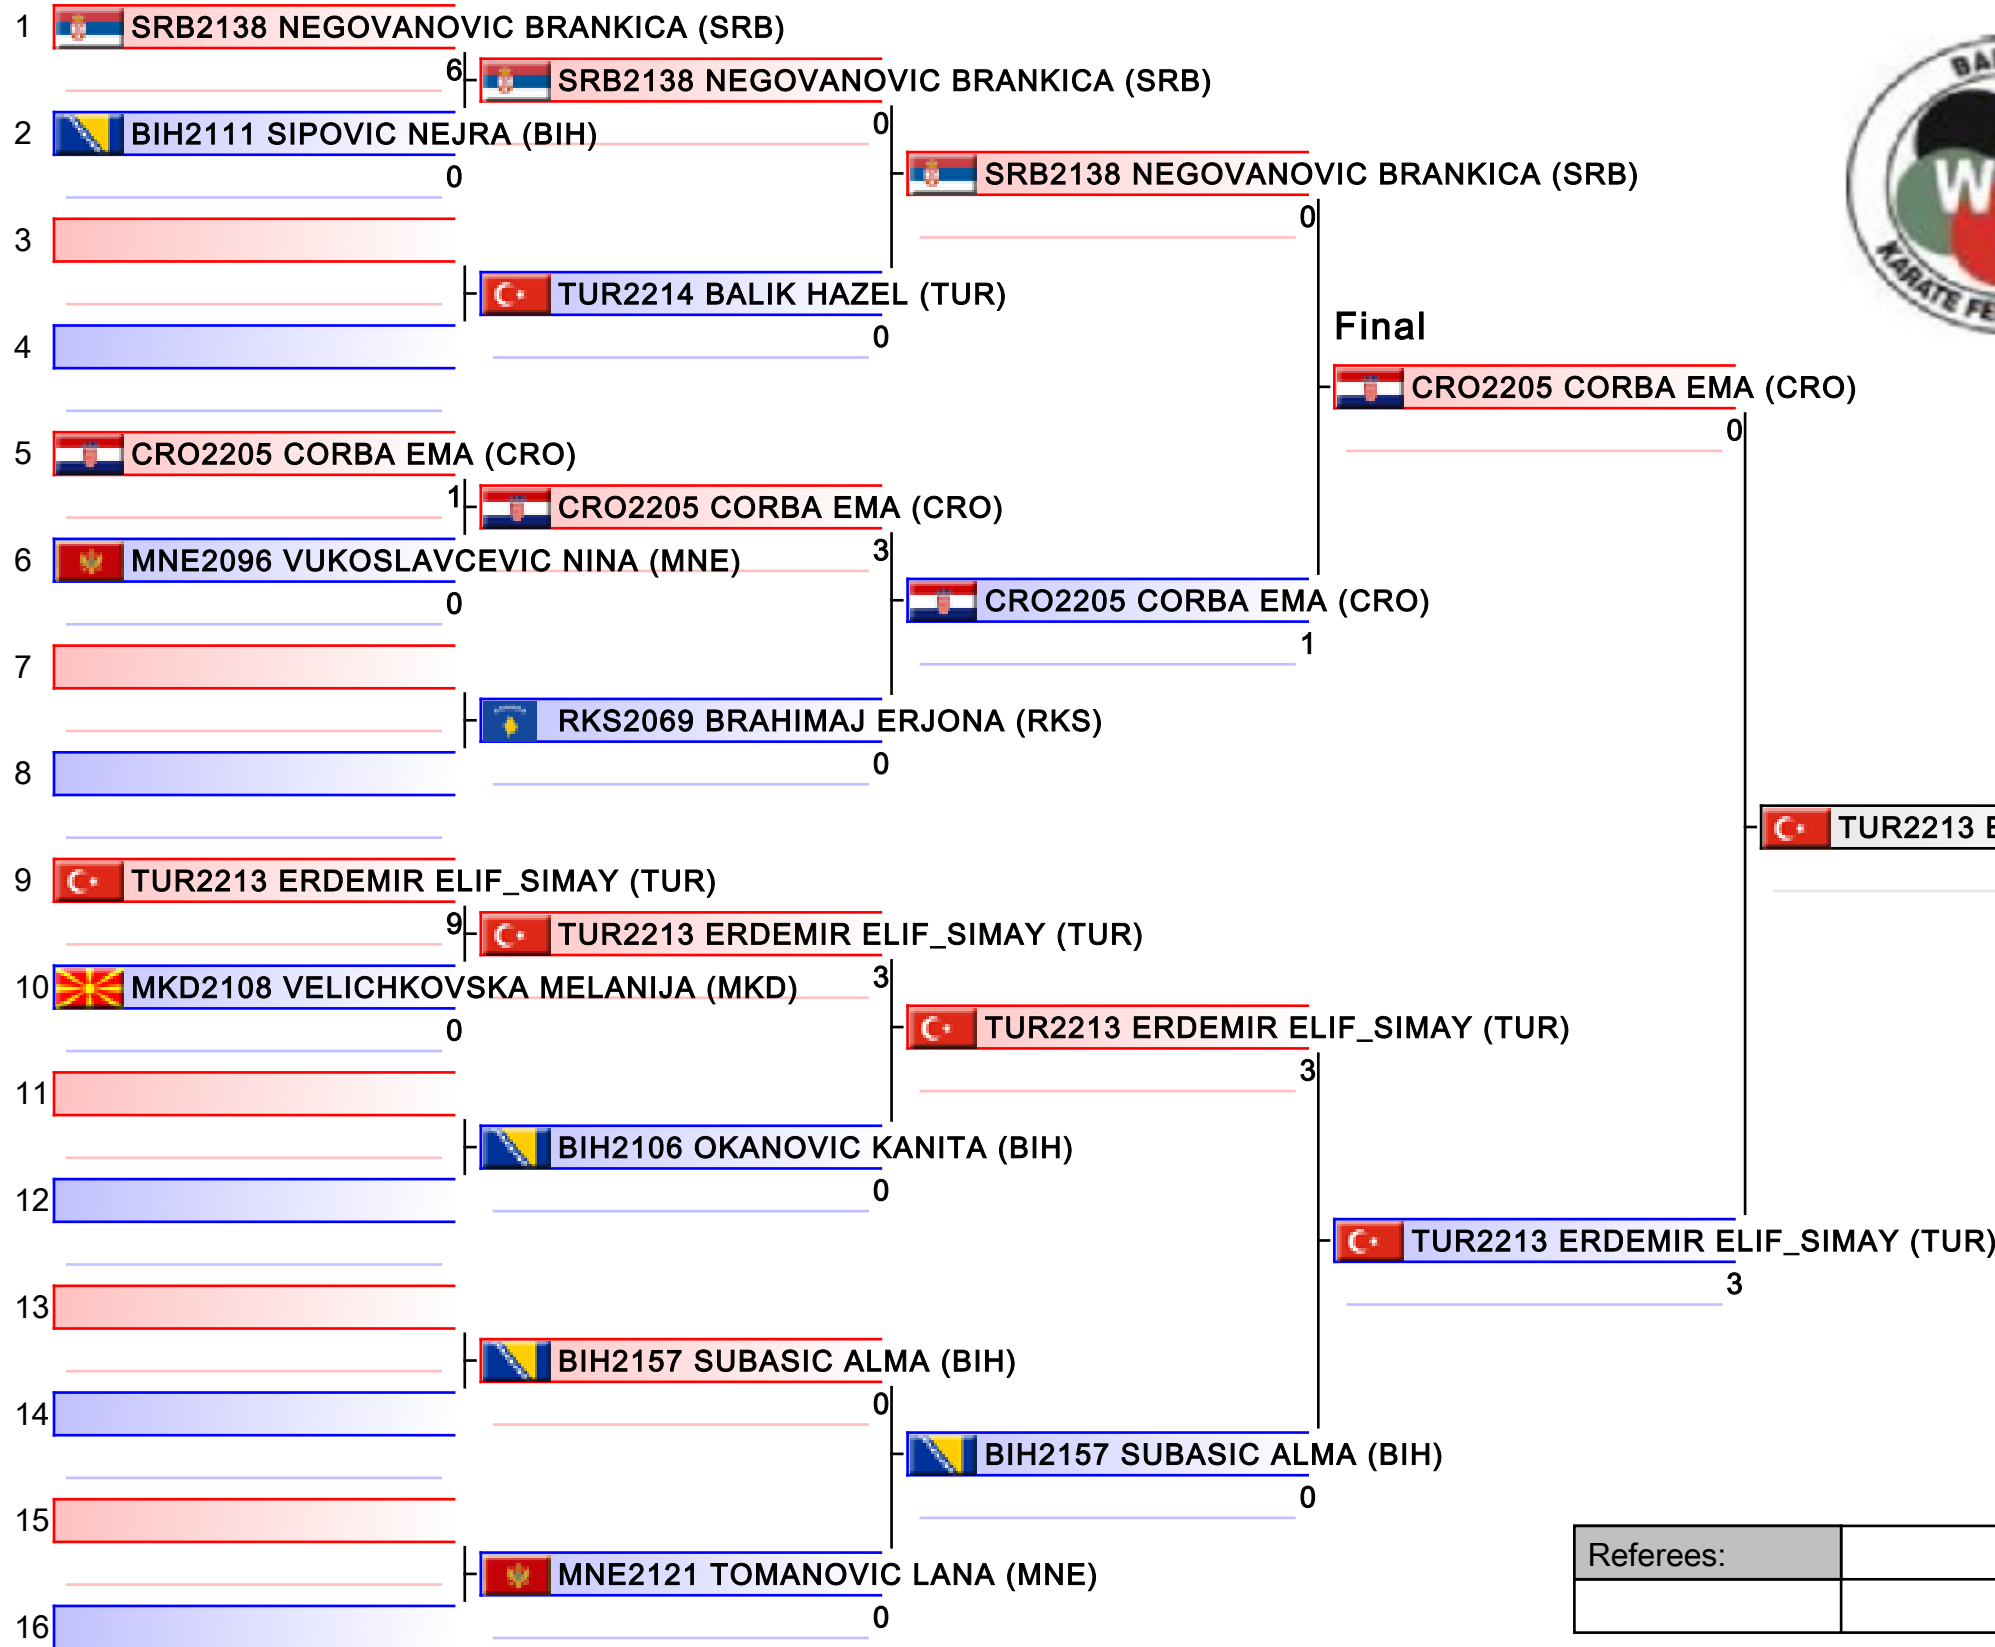 1 SRB2138 NEGOVANOVIC BRANKICA (SRB)
6 SRB2138 NEGOVANOVIC BRANKICA (SRB)
2 BIH2111 SIPOVIC NEJRA (BIH)
0
0
SRB2138 NEGOVANOVIC BRANKICA (SRB)
0
3
TUR2214 BALIK HAZEL (TUR)
0
4
Final
CRO2205 CORBA EMA (CRO)
0
5 CRO2205 CORBA EMA (CRO)
1 CRO2205 CORBA EMA (CRO)
6 MNE2096 VUKOSLAVCEVIC NINA (MNE)
3
0
CRO2205 CORBA EMA (CRO)
1
7
RKS2069 BRAHIMAJ ERJONA (RKS)
0
8
TUR2213
9 TUR2213 ERDEMIR ELIF_SIMAY (TUR)
9 TUR2213 ERDEMIR ELIF_SIMAY (TUR)
10 MKD2108 VELICHKOVSKA MELANIJA (MKD)
3
0
TUR2213 ERDEMIR ELIF_SIMAY (TUR)
3
11
BIH2106 OKANOVIC KANITA (BIH)
0
12
TUR2213 ERDEMIR ELIF_SIMAY (TUR)
3
13
BIH2157 SUBASIC ALMA (BIH)
0
14
BIH2157 SUBASIC ALMA (BIH)
0
15
MNE2121 TOMANOVIC LANA (MNE)
0
16
Referees:
KARATE